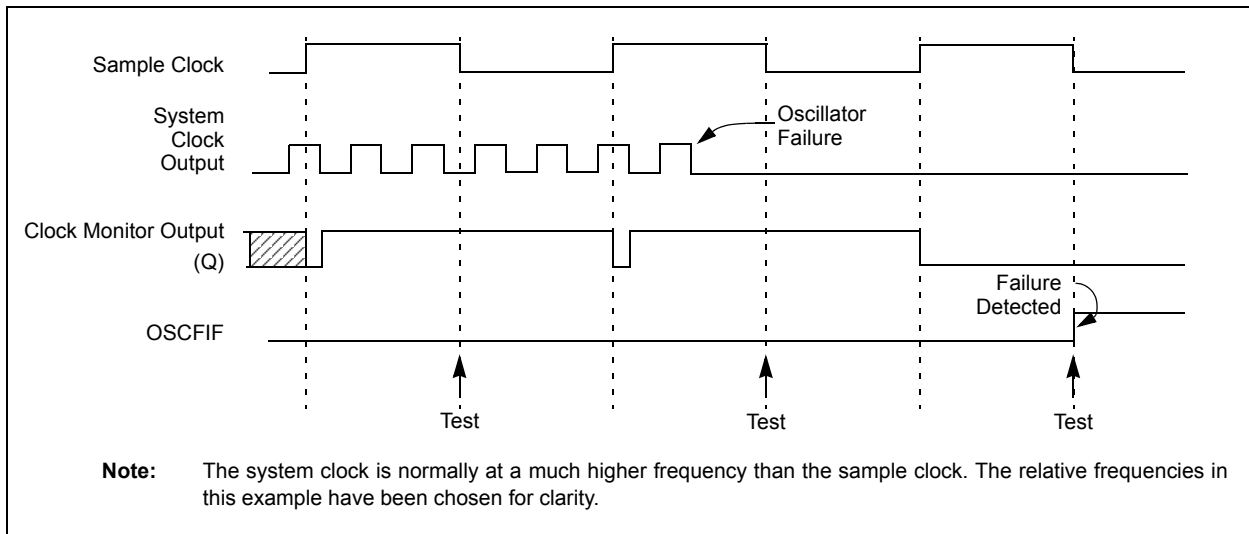 Sample Clock
System
Clock
Output
Oscillator
Failure
Clock Monitor Output
(Q)
Failure
Detected
OSCFIF
Test
Test
Test
Note: The system clock is normally at a much higher frequency than the sample clock. The relative frequencies in
this example have been chosen for clarity.